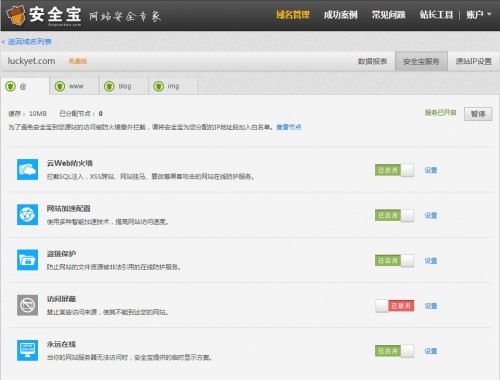 安全宝 网站安全专家
Anquanbao.com
域名管理 成功案例 常见问题 站长工具 | 账户
< 返回域名列表
luckyet.com 免费版 数据报表 安全宝服务 源站IP设置
@ www blog img
缓存： 10MB 已分配节点： 0 服务已开启 暂停
为了避免安全宝到您源站的访问被防火墙意外拦截，请将安全宝为您分配的IP地址段加入白名单。 查看节点
云Web防火墙
拦截SQL注入，XSS跨站、网站挂马、篡改等黑客攻击的网站在线防护服务。 已启用 设置
网站加速配置
使用多种智能加速技术，提高网站访问速度。 已启用 设置
盗链保护
防止网站的文件资源被非法引用的在线防护服务。 已启用 设置
访问屏蔽
禁止某些访问来源，使其不能到达您的网站。 已禁用 设置
永远在线
当你的网站服务器无法访问时，安全宝提供的临时显示方案。 已启用 设置